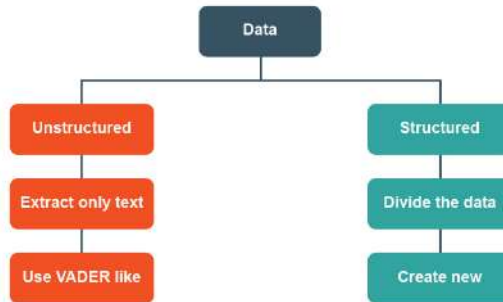 Data
Unstructured
Structured
Extract only text
Divide the data
Use VADER like
Create new